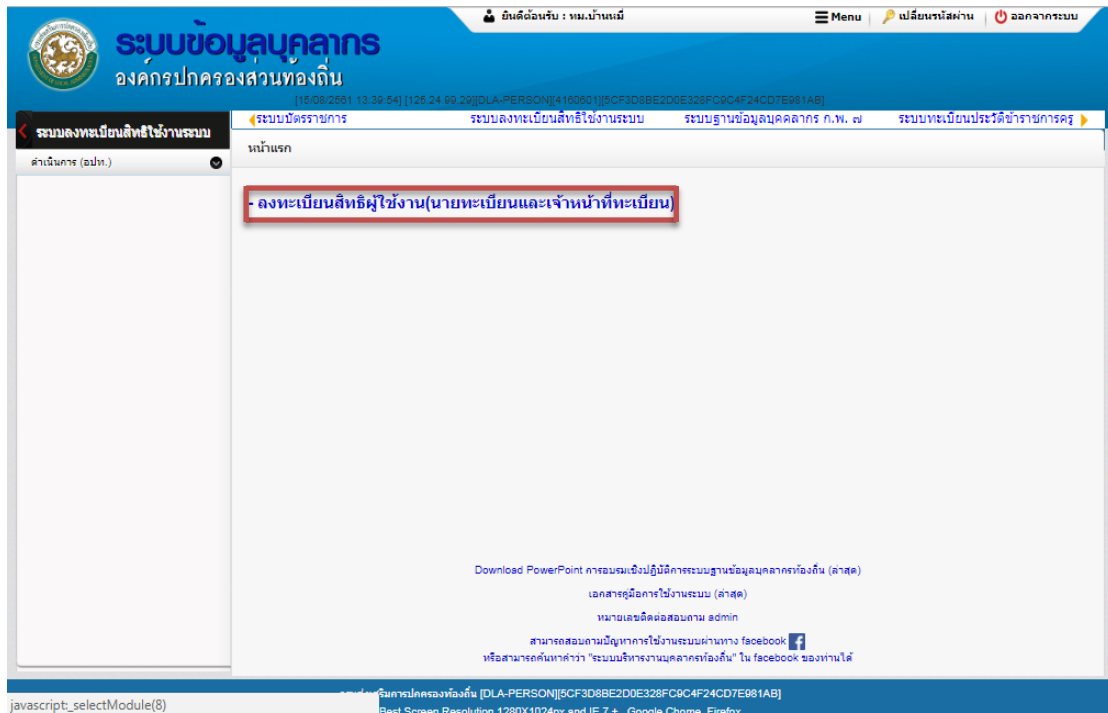 ยินดีต้อนรับ : ทม.บ้านหมี่
Menu
เปลี่ยนรหัสผ่าน
ออกจากระบบ
ระบบข้อมูลบุคลากร
องค์กรปกครองส่วนท้องถิ่น
[15/08/2561 13:39:54] [125.24.99.29][DLA-PERSON][4160601][5CF3D8BE2D0E328FC9C4F24CD7E981AB]
ระบบลงทะเบียนสิทธิใช้งานระบบ
ระบบบัตรราชการ ระบบลงทะเบียนสิทธิใช้งานระบบ ระบบฐานข้อมูลบุคคลากร ก.พ. ๗ ระบบทะเบียนประวัติข้าราชการครู
ดำเนินการ (อปท.)
หน้าแรก
- ลงทะเบียนสิทธิผู้ใช้งาน(นายทะเบียนและเจ้าหน้าที่ทะเบียน)
Download PowerPoint การอบรมเชิงปฏิบัติการระบบฐานข้อมูลบุคลากรท้องถิ่น (ล่าสุด)
เอกสารคู่มือการใช้งานระบบ (ล่าสุด)
หมายเลขติดต่อสอบถาม admin
สามารถสอบถามปัญหาการใช้งานระบบผ่านทาง facebook
หรือสามารถค้นหาคำว่า "ระบบบริหารงานบุคลากรท้องถิ่น" ใน facebook ของท่านได้
การปกครองท้องถิ่น [DLA-PERSON][5CF3D8BE2D0E328FC9C4F24CD7E981AB]
javascript:_selectModule(8)
Best Screen Resolution 1280X1024px and IE 7 + , Google Chome, Firefox